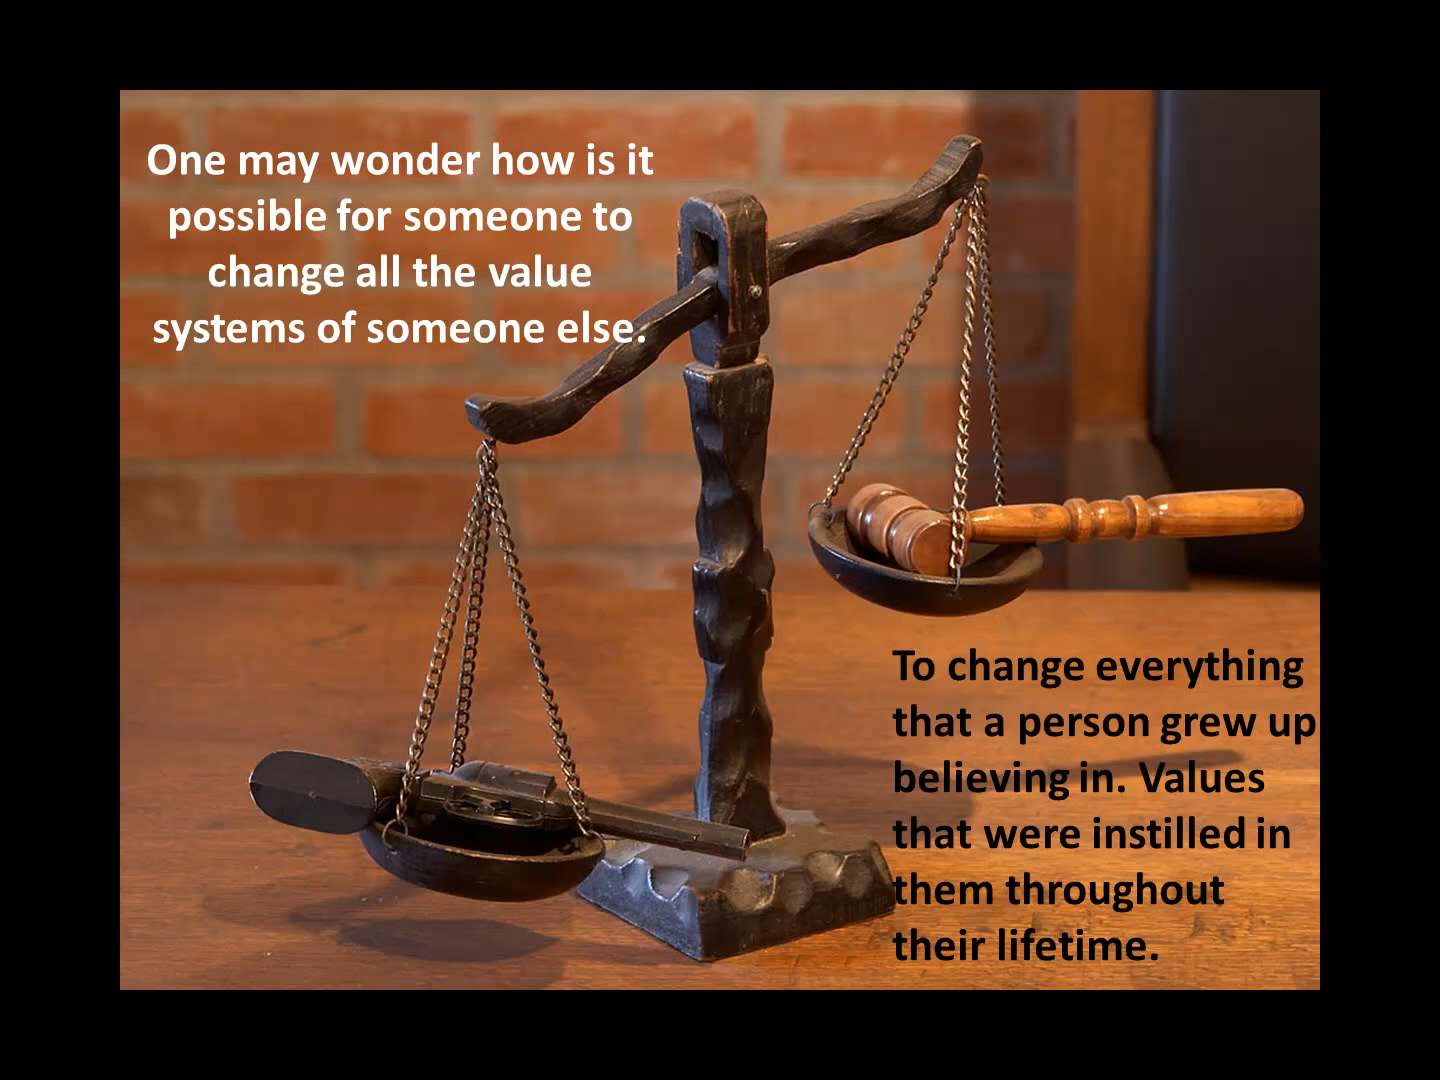 One may wonder how is it
possible for someone to
change all the value
systems of someone else.
To change everything
that a person grew up
believing in. Values
that were instilled in
them throughout
their lifetime.